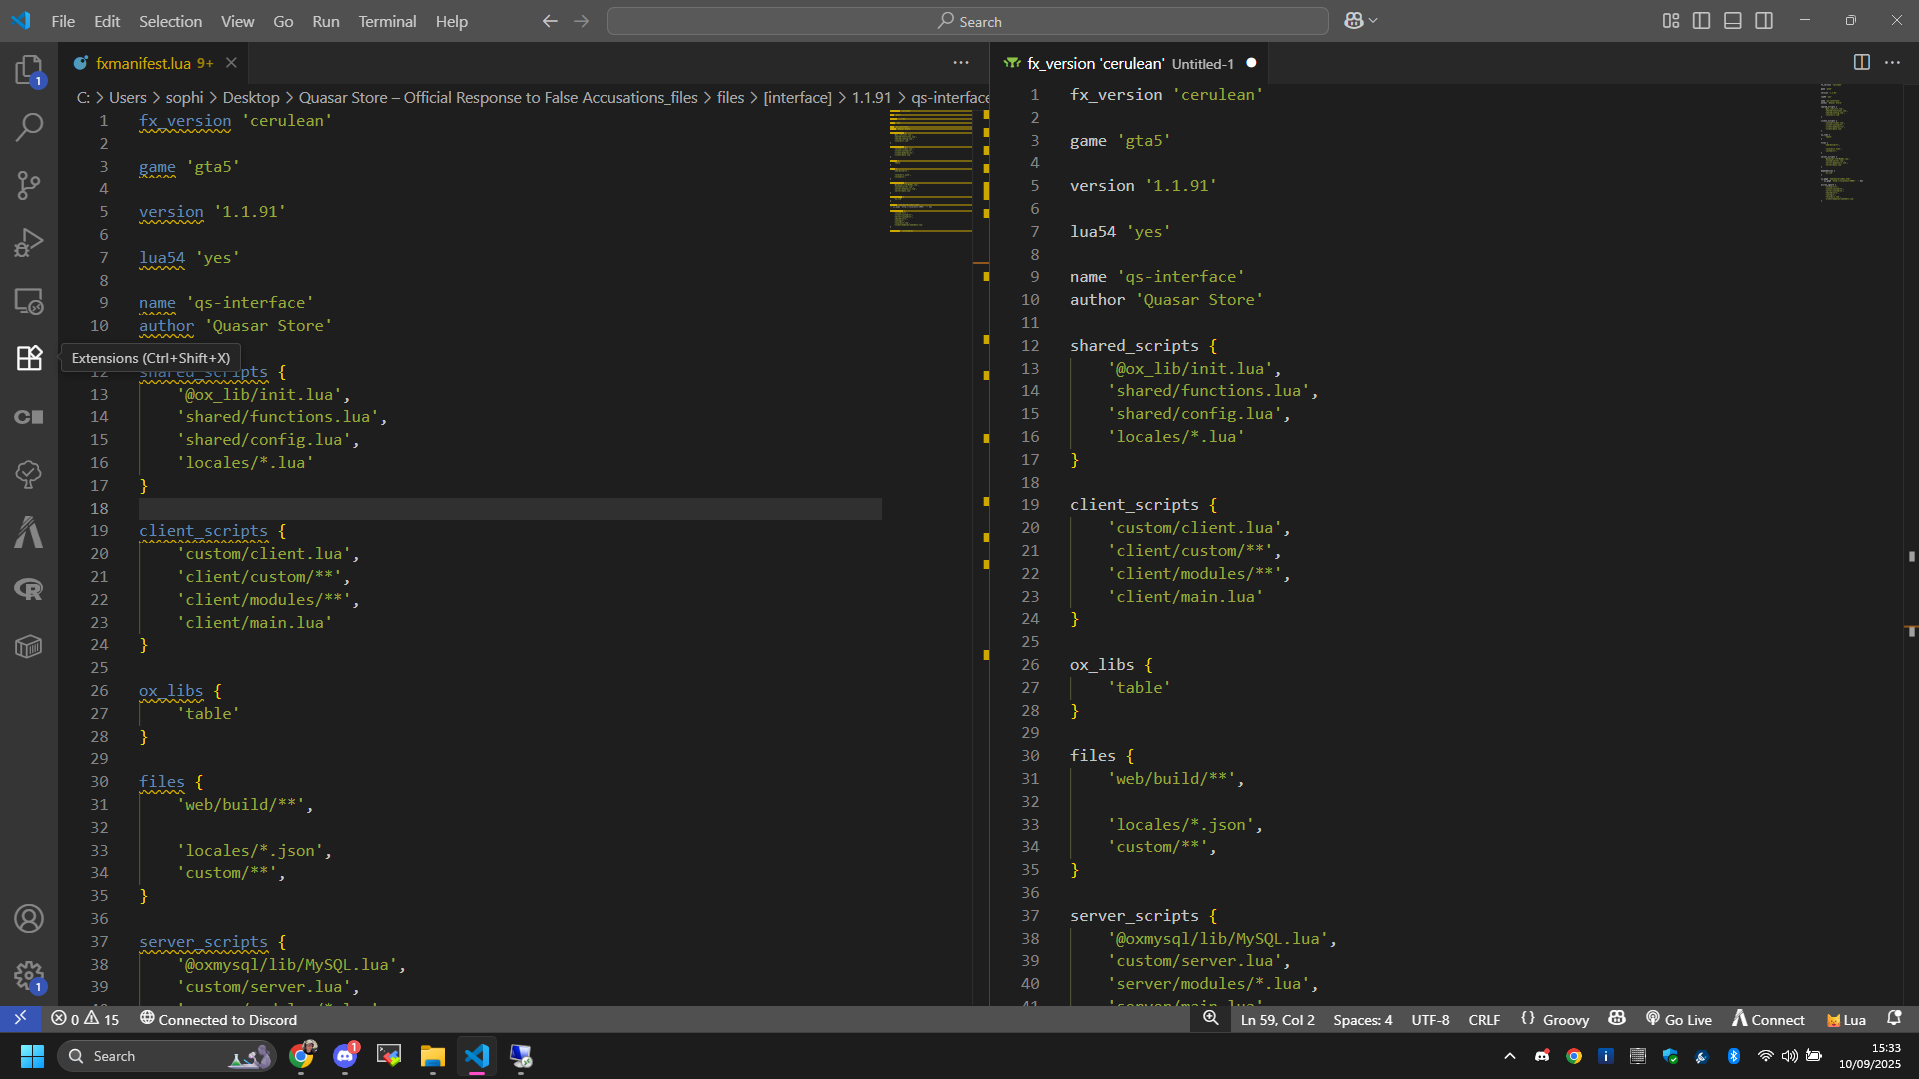 File Edit Selection View Go Run Terminal Help
Search
fxmanifest.lua 9+
fx_version 'cerulean' Untitled-1
C: > Users > sophi > Desktop > Quasar Store – Official Response to False Accusations_files > files > [interface] > 1.1.91 > qs-interface
1 fx_version 'cerulean'
2
3 game 'gta5'
4
5 version '1.1.91'
6
7 lua54 'yes'
8
9 name 'qs-interface'
10 author 'Quasar Store'
Extensions (Ctrl+Shift+X)
12 shared_scripts {
13 '@ox_lib/init.lua',
14 'shared/functions.lua',
15 'shared/config.lua',
16 'locales/*.lua'
17 }
18
19 client_scripts {
20 'custom/client.lua',
21 'client/custom/**',
22 'client/modules/**',
23 'client/main.lua'
24 }
25
26 ox_libs {
27 'table'
28 }
29
30 files {
31 'web/build/**',
32
33 'locales/*.json',
34 'custom/**',
35 }
36
37 server_scripts {
38 '@oxmysql/lib/MySQL.lua',
39 'custom/server.lua',
1 fx_version 'cerulean'
2
3 game 'gta5'
4
5 version '1.1.91'
6
7 lua54 'yes'
8
9 name 'qs-interface'
10 author 'Quasar Store'
11
12 shared_scripts {
13 '@ox_lib/init.lua',
14 'shared/functions.lua',
15 'shared/config.lua',
16 'locales/*.lua'
17 }
18
19 client_scripts {
20 'custom/client.lua',
21 'client/custom/**',
22 'client/modules/**',
23 'client/main.lua'
24 }
25
26 ox_libs {
27 'table'
28 }
29
30 files {
31 'web/build/**',
32
33 'locales/*.json',
34 'custom/**',
35 }
36
37 server_scripts {
38 '@oxmysql/lib/MySQL.lua',
39 'custom/server.lua',
40 'server/modules/*.lua',
41 'server/main.lua'
1
1
0 15 Connected to Discord
Ln 59, Col 2 Spaces: 4 UTF-8 CRLF {} Groovy Go Live Connect Lua
Search
1
15:33
10/09/2025